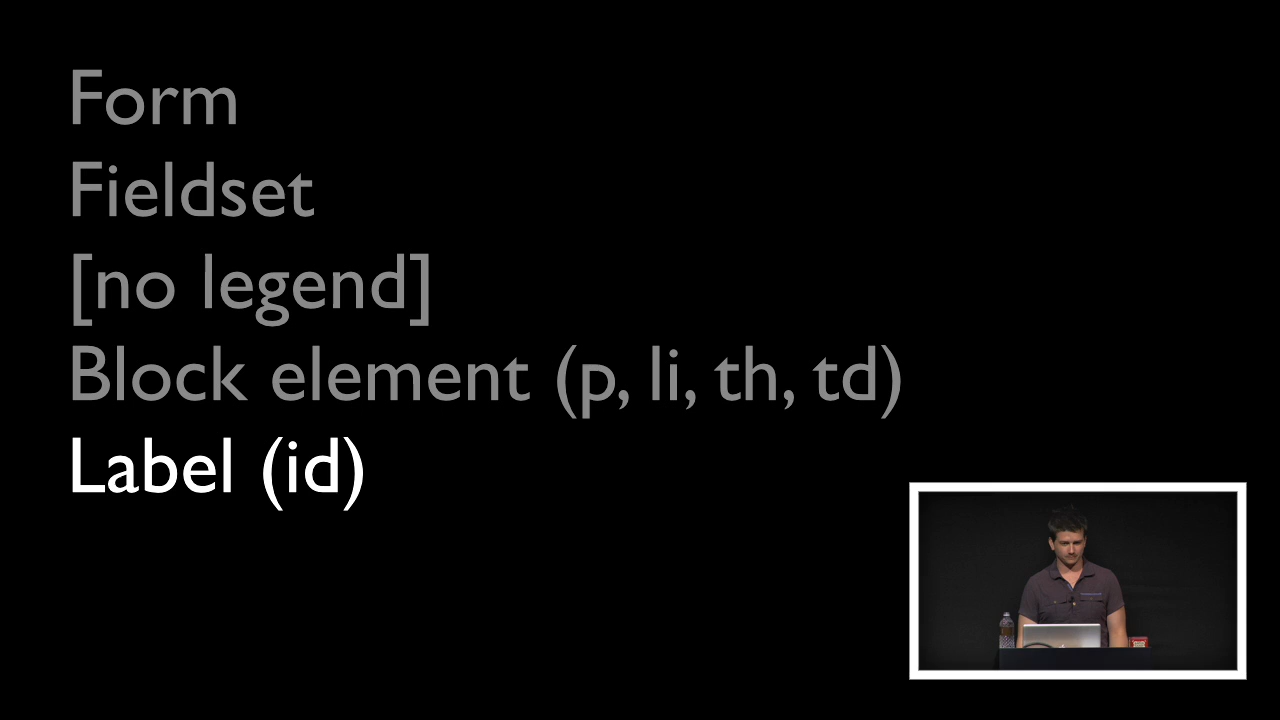 Form
Fieldset
[no legend]
Block element (p, li, th, td)
Label (id)